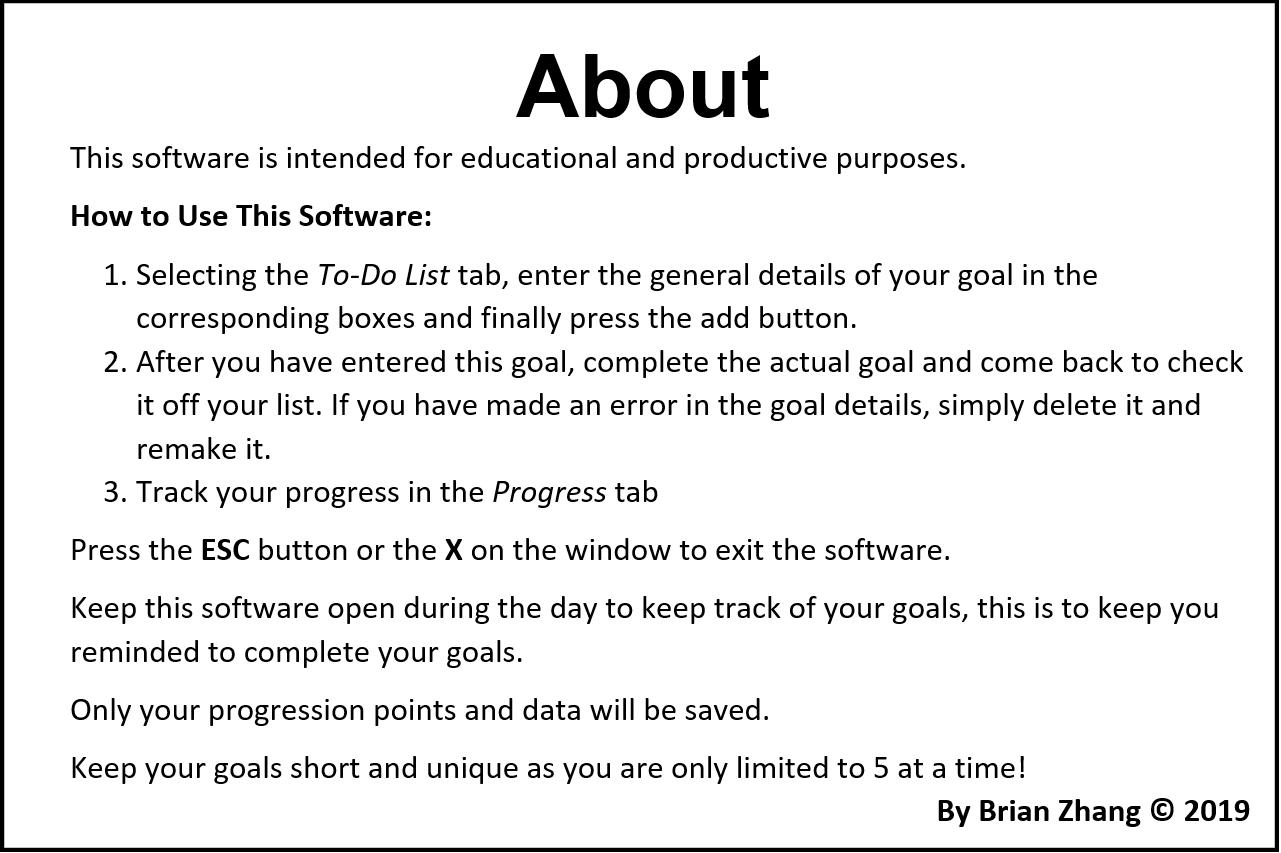 About
This software is intended for educational and productive purposes.
How to Use This Software:
1. Selecting the To-Do List tab, enter the general details of your goal in the
corresponding boxes and finally press the add button.
2. After you have entered this goal, complete the actual goal and come back to check
it off your list. If you have made an error in the goal details, simply delete it and
remake it.
3. Track your progress in the Progress tab
Press the ESC button or the X on the window to exit the software.
Keep this software open during the day to keep track of your goals, this is to keep you
reminded to complete your goals.
Only your progression points and data will be saved.
Keep your goals short and unique as you are only limited to 5 at a time!
By Brian Zhang © 2019